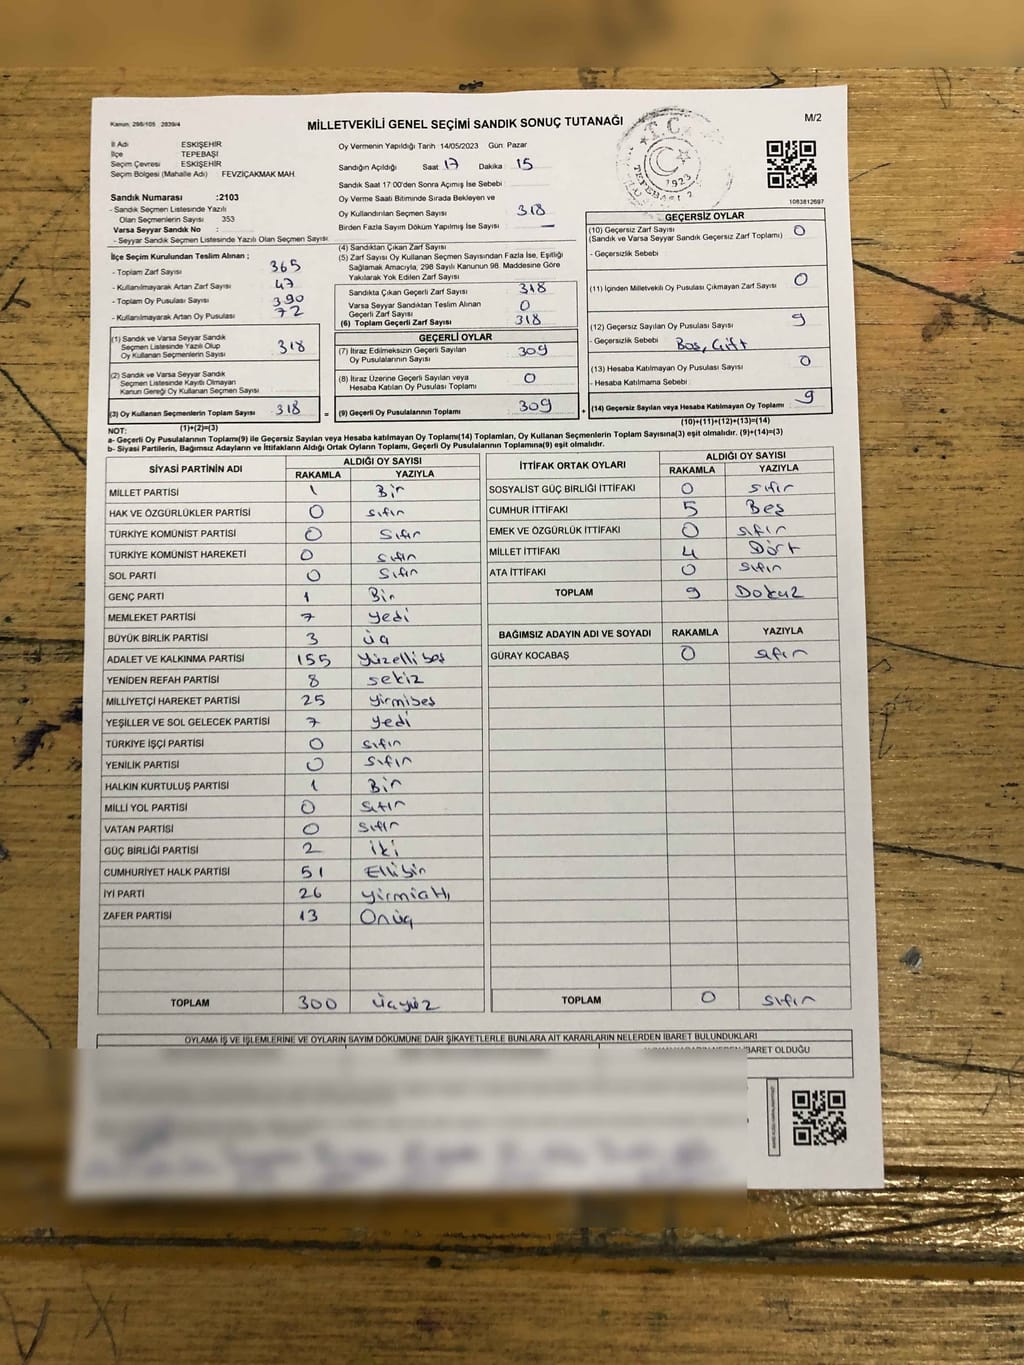 Kanun: 298/105 2839/4
MİLLETVEKİLİ GENEL SEÇİMİ SANDIK SONUÇ TUTANAĞI
M/2
T.C.
TEPEBAŞI 2
1923
İl Adı ESKİŞEHİR
İlçe TEPEBAŞI
Seçim Çevresi ESKİŞEHİR
Seçim Bölgesi (Mahalle Adı) FEVZİÇAKMAK MAH.
Sandık Numarası :2103
- Sandık Seçmen Listesinde Yazılı
Olan Seçmenlerin Sayısı 353
Varsa Seyyar Sandık No :
- Seyyar Sandık Seçmen Listesinde Yazılı Olan Seçmen Sayısı
Oy Vermenin Yapıldığı Tarih 14/05/2023 Gün: Pazar
Sandığın Açıldığı Saat 17 Dakika 15
Sandık Saat 17:00'den Sonra Açmış İse Sebebi :
Oy Verme Saati Bitiminde Sırada Bekleyen ve
Oy Kullandırılan Seçmen Sayısı 318
Birden Fazla Sayım Döküm Yapılmış İse Sayısı : —
1083812697
İlçe Seçim Kurulundan Teslim Alınan ;
- Toplam Zarf Sayısı 365
- Kullanılmayarak Artan Zarf Sayısı 47
- Toplam Oy Pusulası Sayısı 390
- Kullanılmayarak Artan Oy Pusulası 72
(1) Sandık ve Varsa Seyyar Sandık
Seçmen Listesinde Yazılı Olup
Oy Kullanan Seçmenlerin Sayısı 318
(2) Sandık ve Varsa Seyyar Sandık
Seçmen Listesinde Kayıtlı Olmayan
Kanun Gereği Oy Kullanan Seçmen Sayısı
(3) Oy Kullanan Seçmenlerin Toplam Sayısı 318 =
(4) Sandıktan Çıkan Zarf Sayısı
(5) Zarf Sayısı Oy Kullanan Seçmen Sayısından Fazla İse, Eşitliği
Sağlamak Amacıyla, 298 Sayılı Kanunun 98. Maddesine Göre
Yakılarak Yok Edilen Zarf Sayısı
Sandıkta Çıkan Geçerli Zarf Sayısı 318
Varsa Seyyar Sandıktan Teslim Alınan
Geçerli Zarf Sayısı 0
(6) Toplam Geçerli Zarf Sayısı 318
GEÇERLİ OYLAR
(7) İtiraz Edilmeksizin Geçerli Sayılan
Oy Pusulalarının Sayısı 309
(8) İtiraz Üzerine Geçerli Sayılan veya
Hesaba Katılan Oy Pusulası Toplamı 0
(9) Geçerli Oy Pusulalarının Toplamı 309 +
GEÇERSİZ OYLAR
(10) Geçersiz Zarf Sayısı 0
(Sandık ve Varsa Seyyar Sandık Geçersiz Zarf Toplamı)
- Geçersizlik Sebebi
(11) İçinden Milletvekili Oy Pusulası Çıkmayan Zarf Sayısı 0
(12) Geçersiz Sayılan Oy Pusulası Sayısı 9
- Geçersizlik Sebebi Boş, Çift
(13) Hesaba Katılmayan Oy Pusulası Sayısı 0
- Hesaba Katılmama Sebebi
(14) Geçersiz Sayılan veya Hesaba Katılmayan Oy Toplamı 9
NOT: (1)+(2)=(3) (10)+(11)+(12)+(13)=(14)
a- Geçerli Oy Pusulalarının Toplamı(9) ile Geçersiz Sayılan veya Hesaba katılmayan Oy Toplamı(14) Toplamları, Oy Kullanan Seçmenlerin Toplam Sayısına(3) eşit olmalıdır. (9)+(14)=(3)
b- Siyasi Partilerin, Bağımsız Adayların ve İttifakların Aldığı Ortak Oyların Toplamı, Geçerli Oy Pusulalarının Toplamına(9) eşit olmalıdır.
SİYASİ PARTİNİN ADI ALDIĞI OY SAYISI
RAKAMLA YAZIYLA
MİLLET PARTİSİ 1 Bir
HAK VE ÖZGÜRLÜKLER PARTİSİ 0 sıfır
TÜRKİYE KOMÜNİST PARTİSİ 0 sıfır
TÜRKİYE KOMÜNİST HAREKETİ 0 sıfır
SOL PARTİ 0 sıfır
GENÇ PARTİ 1 Bir
MEMLEKET PARTİSİ 7 yedi
BÜYÜK BİRLİK PARTİSİ 3 üç
ADALET VE KALKINMA PARTİSİ 155 yüzellibeş
YENİDEN REFAH PARTİSİ 8 sekiz
MİLLİYETÇİ HAREKET PARTİSİ 25 yirmibeş
YEŞİLLER VE SOL GELECEK PARTİSİ 7 yedi
TÜRKİYE İŞÇİ PARTİSİ 0 sıfır
YENİLİK PARTİSİ 0 sıfır
HALKIN KURTULUŞ PARTİSİ 1 Bir
MİLLİ YOL PARTİSİ 0 sıfır
VATAN PARTİSİ 0 sıfır
GÜÇ BİRLİĞİ PARTİSİ 2 iki
CUMHURİYET HALK PARTİSİ 51 Ellibir
İYİ PARTİ 26 yirmialtı
ZAFER PARTİSİ 13 Onüç
TOPLAM 300 üçyüz
İTTİFAK ORTAK OYLARI ALDIĞI OY SAYISI
RAKAMLA YAZIYLA
SOSYALİST GÜÇ BİRLİĞİ İTTİFAKI 0 sıfır
CUMHUR İTTİFAKI 5 Beş
EMEK VE ÖZGÜRLÜK İTTİFAKI 0 sıfır
MİLLET İTTİFAKI 4 Dört
ATA İTTİFAKI 0 sıfır
TOPLAM 9 Dokuz
BAĞIMSIZ ADAYIN ADI VE SOYADI RAKAMLA YAZIYLA
GÜRAY KOCABAŞ 0 sıfır
TOPLAM 0 sıfır
OYLAMA İŞ VE İŞLEMLERİNE VE OYLARIN SAYIM DÖKÜMÜNE DAİR ŞİKAYETLERLE BUNLARA AİT KARARLARIN NELERDEN İBARET BULUNDUKLARI
İBARET OLDUĞU